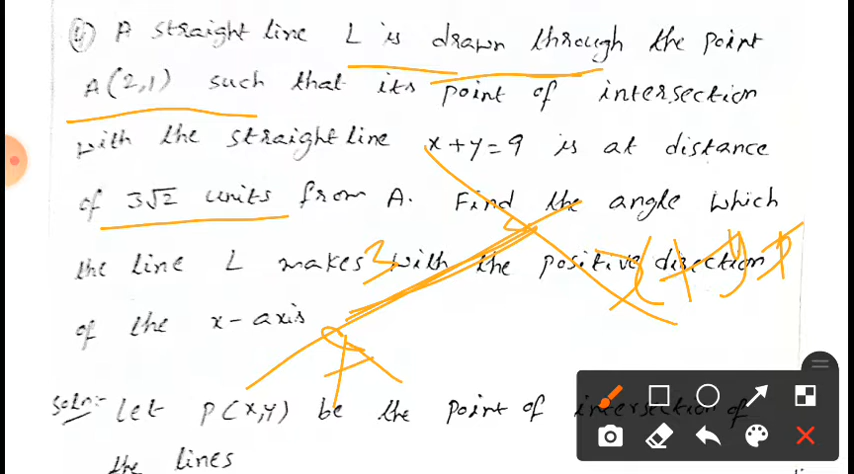 ④ A straight line L is drawn through the point
A(2,1) such that its point of intersection
with the straight line x+y=9 is at distance
of 3√2 units from A. Find the angle which
the line L makes with the positive direction
of the x-axis
3
x+y=
A
Soln:- Let P(x,y) be the point of intersection of
the lines